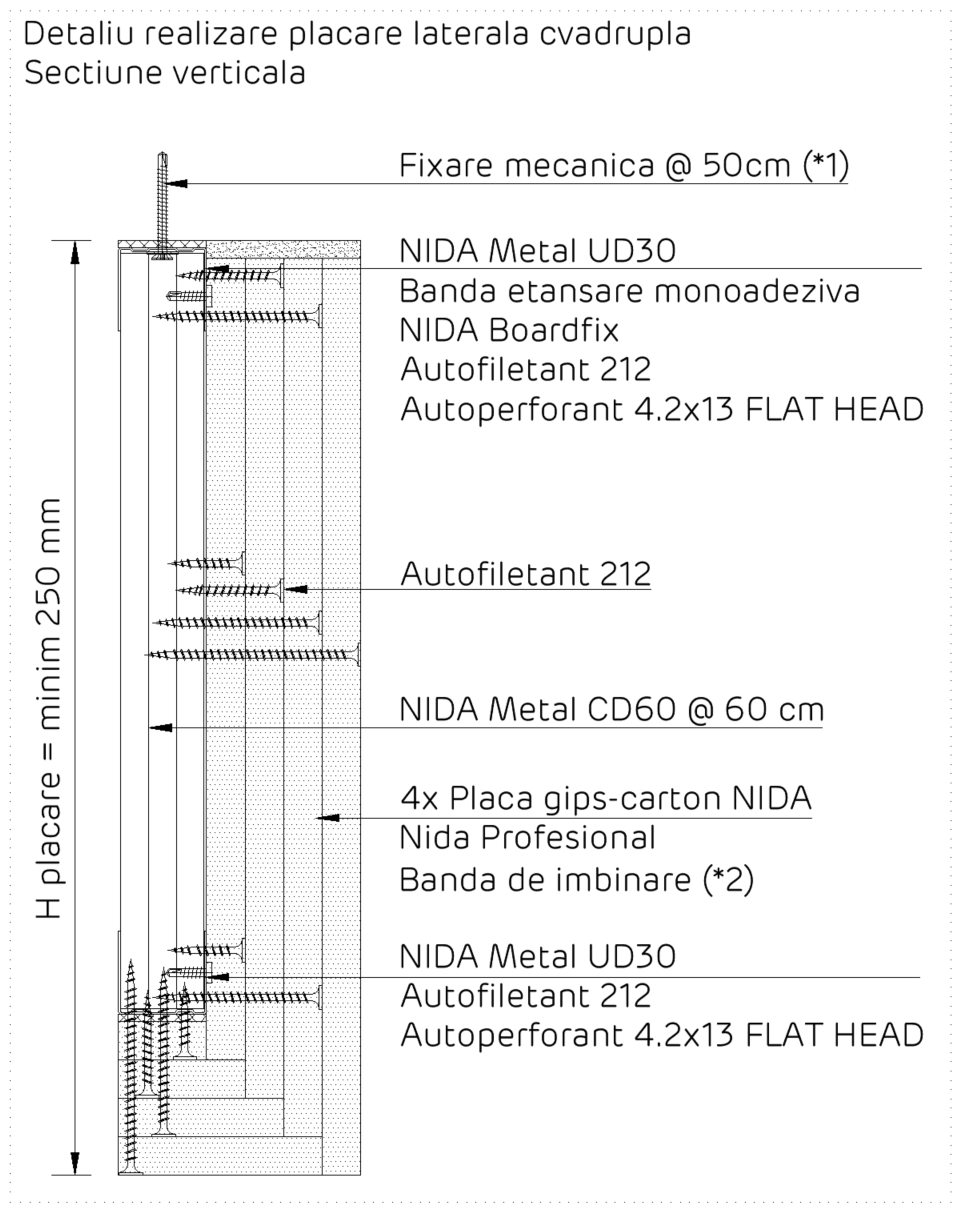 Detaliu realizare placare laterala cvadrupla
Sectiune verticala
Fixare mecanica @ 50cm (*1)
NIDA Metal UD30
Banda etansare monoadeziva
NIDA Boardfix
Autofiletant 212
Autoperforant 4.2x13 FLAT HEAD
H placare = minim 250 mm
Autofiletant 212
NIDA Metal CD60 @ 60 cm
4x Placa gips-carton NIDA
Nida Profesional
Banda de imbinare (*2)
NIDA Metal UD30
Autofiletant 212
Autoperforant 4.2x13 FLAT HEAD